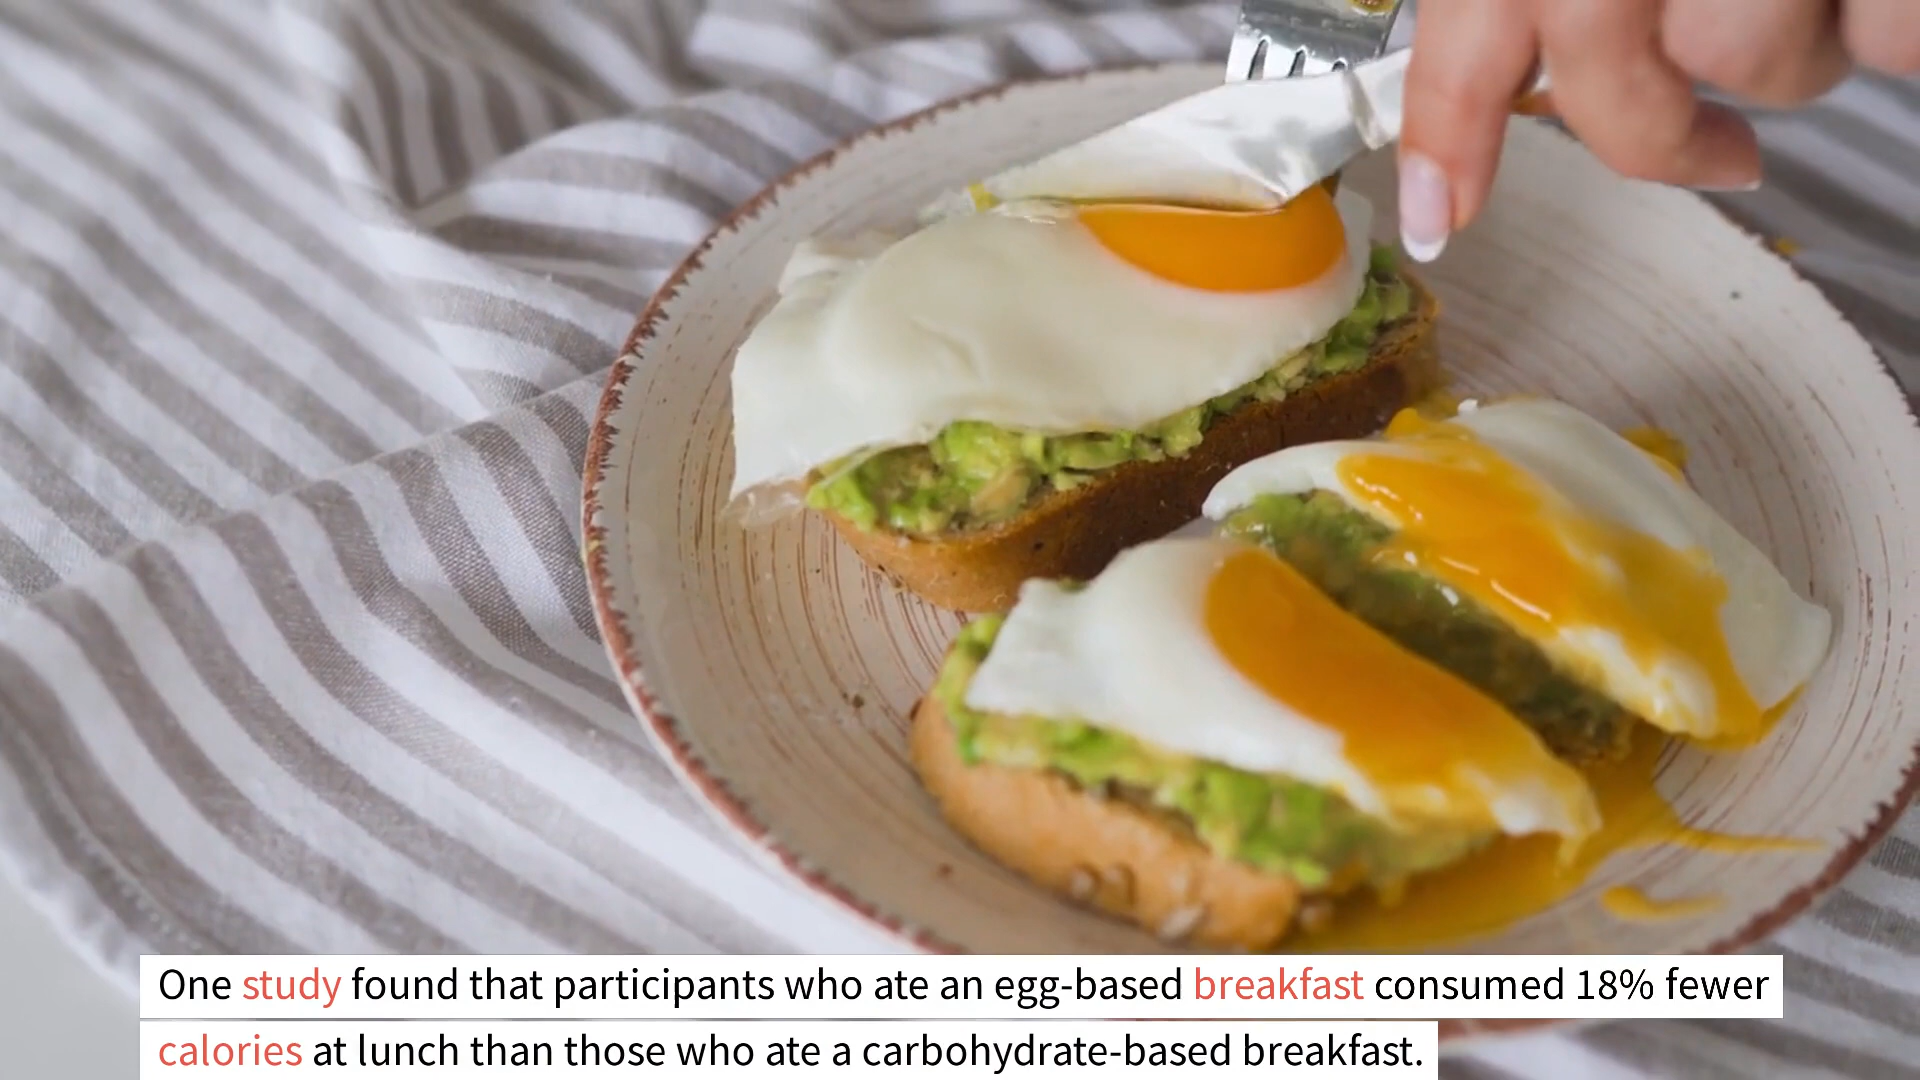 One study found that participants who ate an egg-based breakfast consumed 18% fewer
calories at lunch than those who ate a carbohydrate-based breakfast.